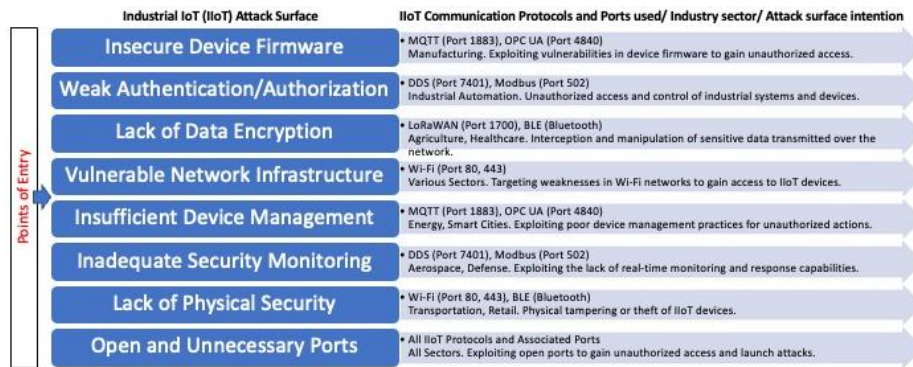 Industrial IoT (IIoT) Attack Surface
IIoT Communication Protocols and Ports used/ Industry sector/ Attack surface intention
Points of Entry
Insecure Device Firmware
• MQTT (Port 1883), OPC UA (Port 4840)
Manufacturing. Exploiting vulnerabilities in device firmware to gain unauthorized access.
Weak Authentication/Authorization
• DDS (Port 7401), Modbus (Port 502)
Industrial Automation. Unauthorized access and control of industrial systems and devices.
Lack of Data Encryption
• LoRaWAN (Port 1700), BLE (Bluetooth)
Agriculture, Healthcare. Interception and manipulation of sensitive data transmitted over the
network.
Vulnerable Network Infrastructure
• Wi-Fi (Port 80, 443)
Various Sectors. Targeting weaknesses in Wi-Fi networks to gain access to IIoT devices.
Insufficient Device Management
• MQTT (Port 1883), OPC UA (Port 4840)
Energy, Smart Cities. Exploiting poor device management practices for unauthorized actions.
Inadequate Security Monitoring
• DDS (Port 7401), Modbus (Port 502)
Aerospace, Defense. Exploiting the lack of real-time monitoring and response capabilities.
Lack of Physical Security
• Wi-Fi (Port 80, 443), BLE (Bluetooth)
Transportation, Retail. Physical tampering or theft of IIoT devices.
Open and Unnecessary Ports
• All IIoT Protocols and Associated Ports
All Sectors. Exploiting open ports to gain unauthorized access and launch attacks.